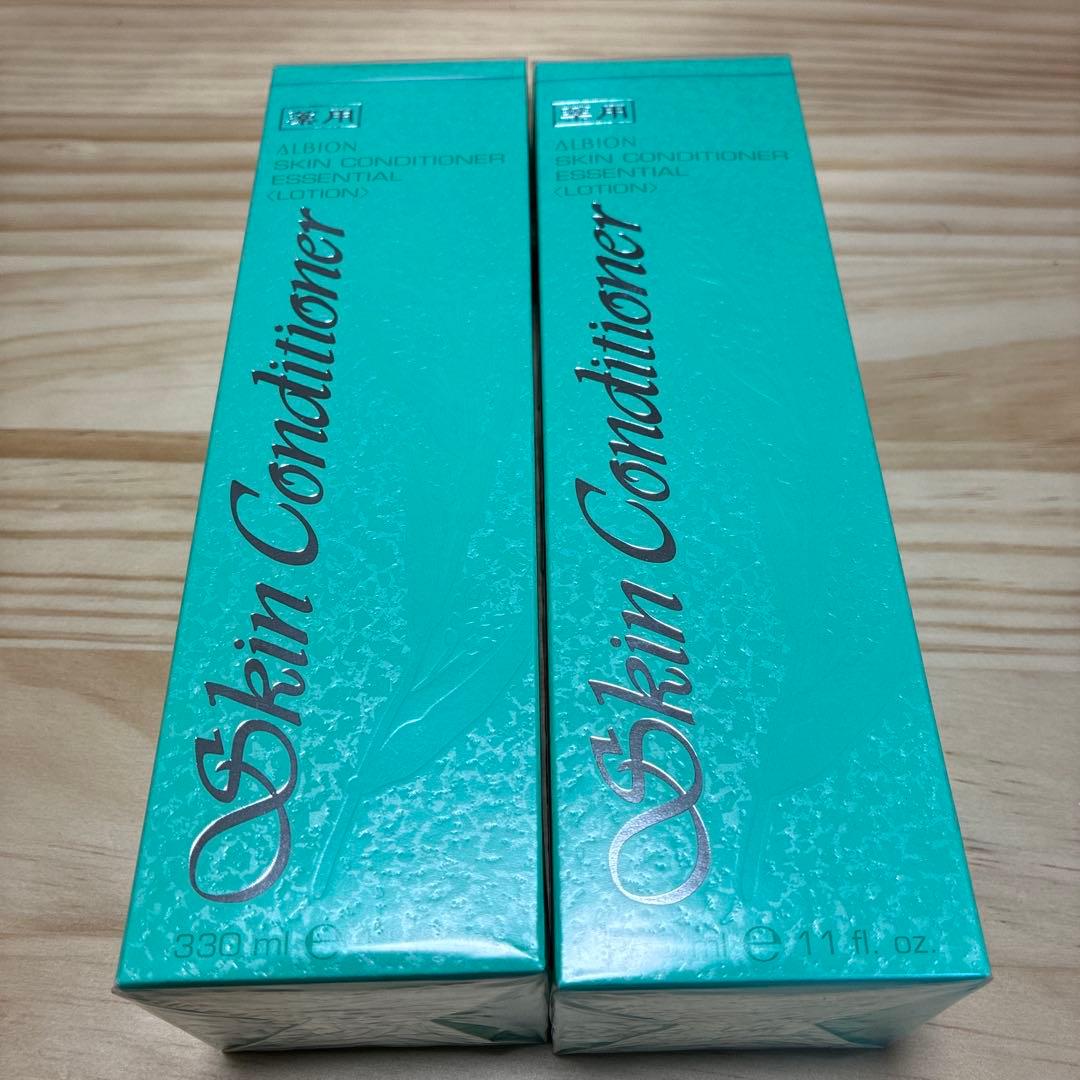 薬用
ALBION
SKIN CONDITIONER
ESSENTIAL
<LOTION>
Skin Conditioner
330 ml e
薬用
ALBION
SKIN CONDITIONER
ESSENTIAL
<LOTION>
Skin Conditioner
ml e 11 fl. oz.